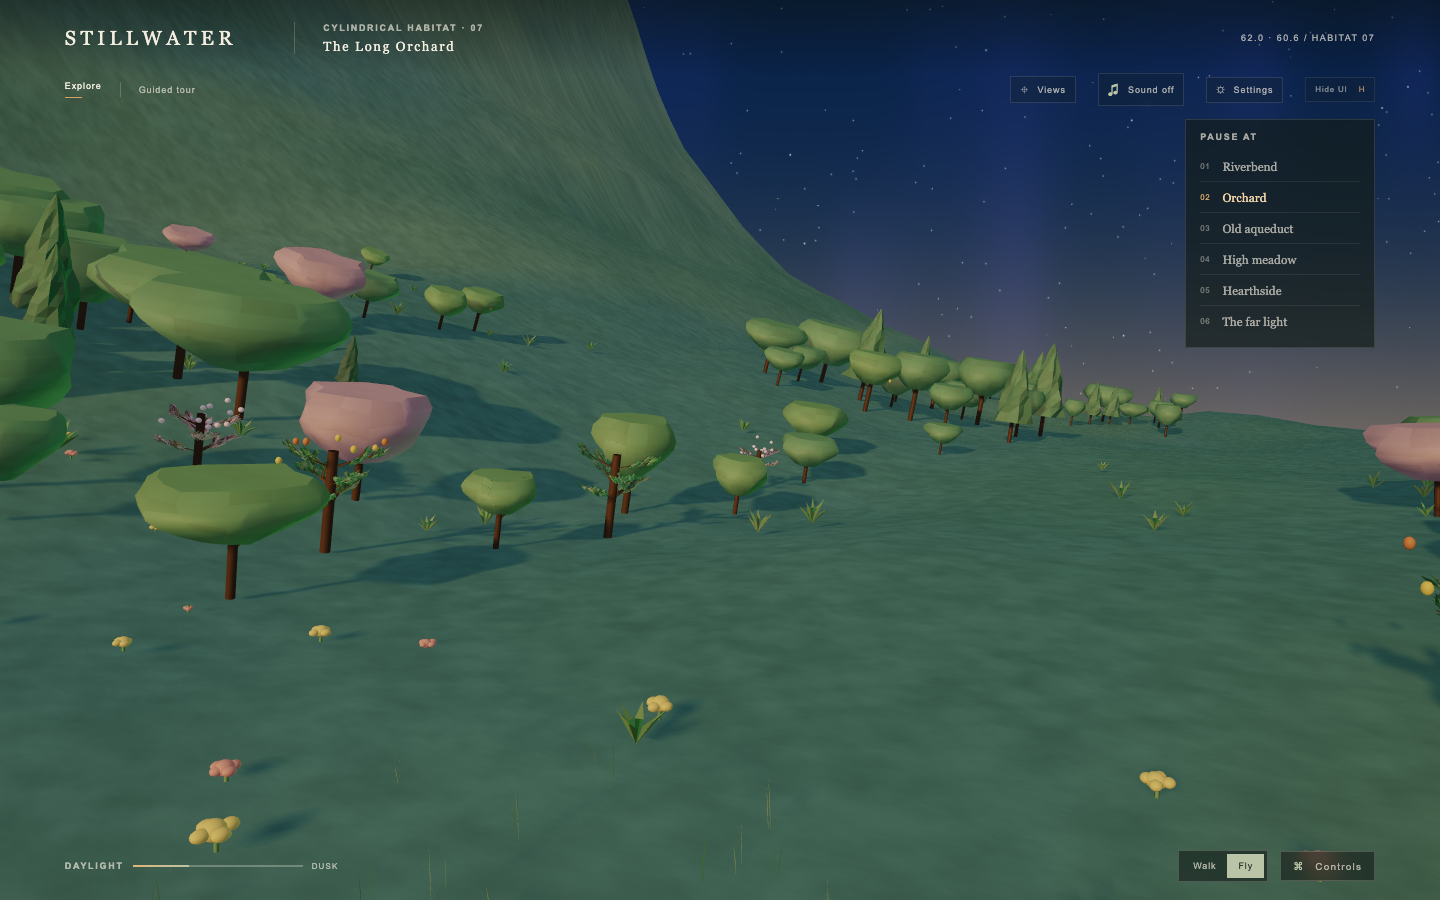 STILLWATER
CYLINDRICAL HABITAT · 07
The Long Orchard
62.0 · 60.6 / HABITAT 07
Explore
Guided tour
Views
Sound off
Settings
Hide UI H
PAUSE AT
01 Riverbend
02 Orchard
03 Old aqueduct
04 High meadow
05 Hearthside
06 The far light
DAYLIGHT
DUSK
Walk
Fly
⌘ Controls